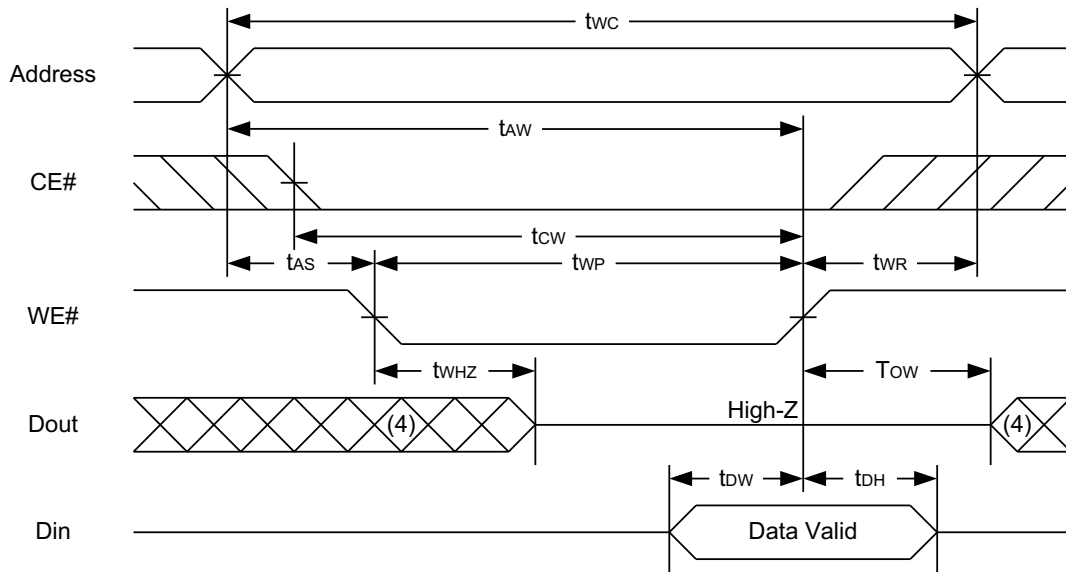 tWC
Address
tAW
CE#
tCW
tAS tWP tWR
WE#
tWHZ TOW
Dout (4) High-Z (4)
tDW tDH
Din Data Valid